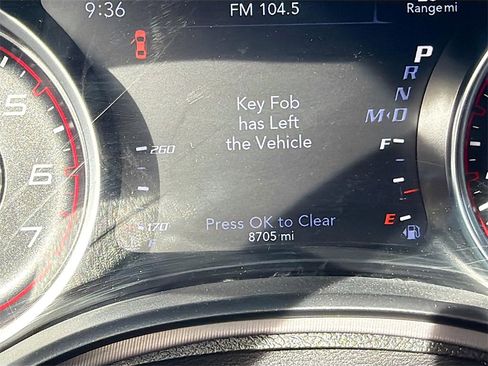 9:36 FM 104.5 Range mi
P
R
N
M◁D
Key Fob
has Left
the Vehicle
260
F
5
6
7
170
F
E
Press OK to Clear
8705 mi